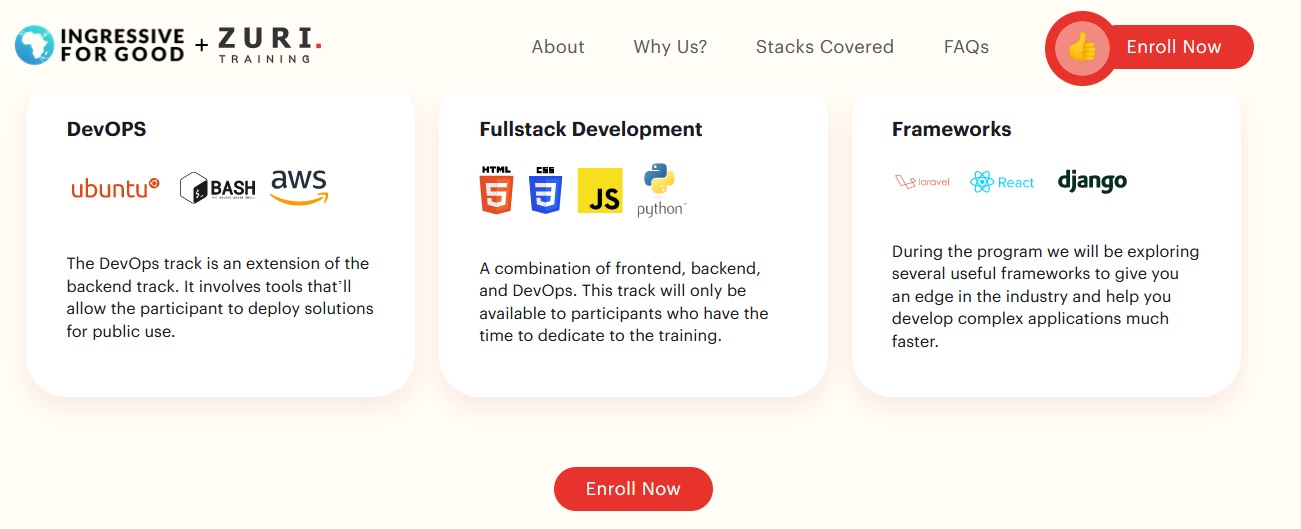 INGRESSIVE
FOR GOOD
+
ZURI.
TRAINING
About
Why Us?
Stacks Covered
FAQs
Enroll Now
DevOPS
ubuntu
BASH
aws
The DevOps track is an extension of the
backend track. It involves tools that’ll
allow the participant to deploy solutions
for public use.
Fullstack Development
HTML
5
CSS
3
JS
python
A combination of frontend, backend,
and DevOps. This track will only be
available to participants who have the
time to dedicate to the training.
Frameworks
laravel
React
django
During the program we will be exploring
several useful frameworks to give you
an edge in the industry and help you
develop complex applications much
faster.
Enroll Now